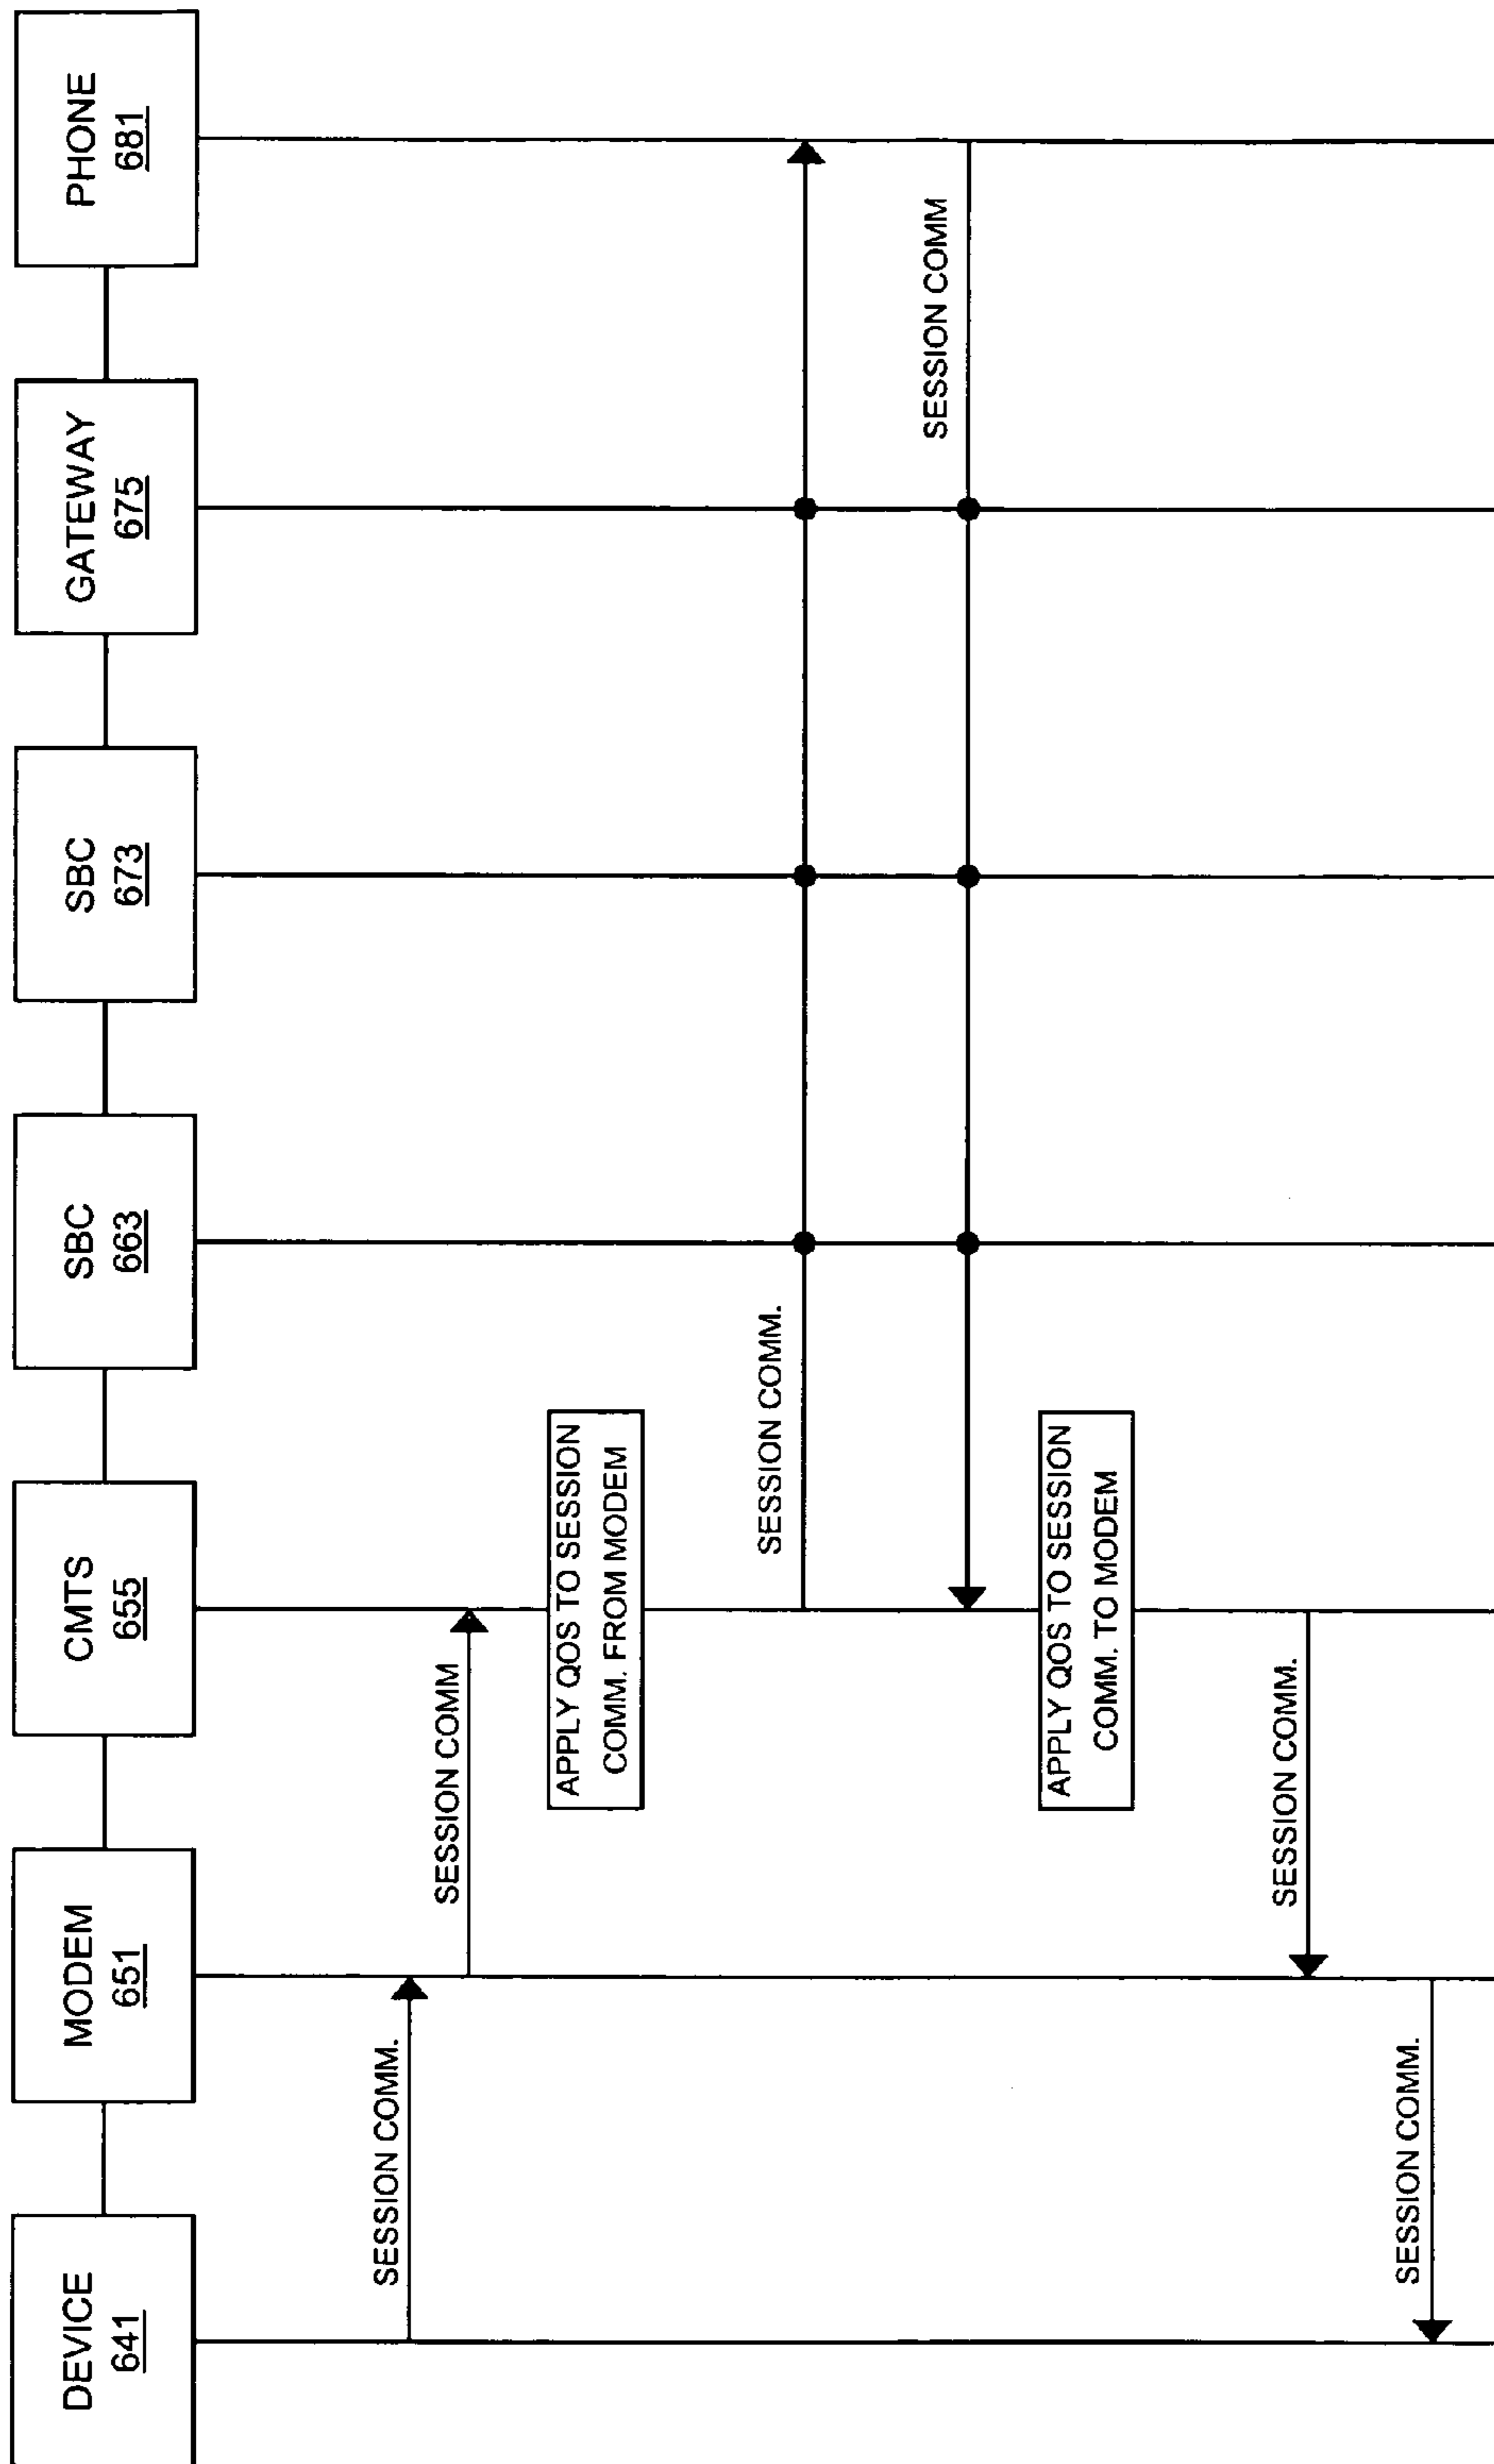 DEVICE
641
MODEM
651
CMTS
655
SBC
663
SBC
673
GATEWAY
675
PHONE
681
SESSION COMM.
SESSION COMM
APPLY QOS TO SESSION
COMM. FROM MODEM
SESSION COMM.
SESSION COMM
APPLY QOS TO SESSION
COMM. TO MODEM
SESSION COMM.
SESSION COMM.